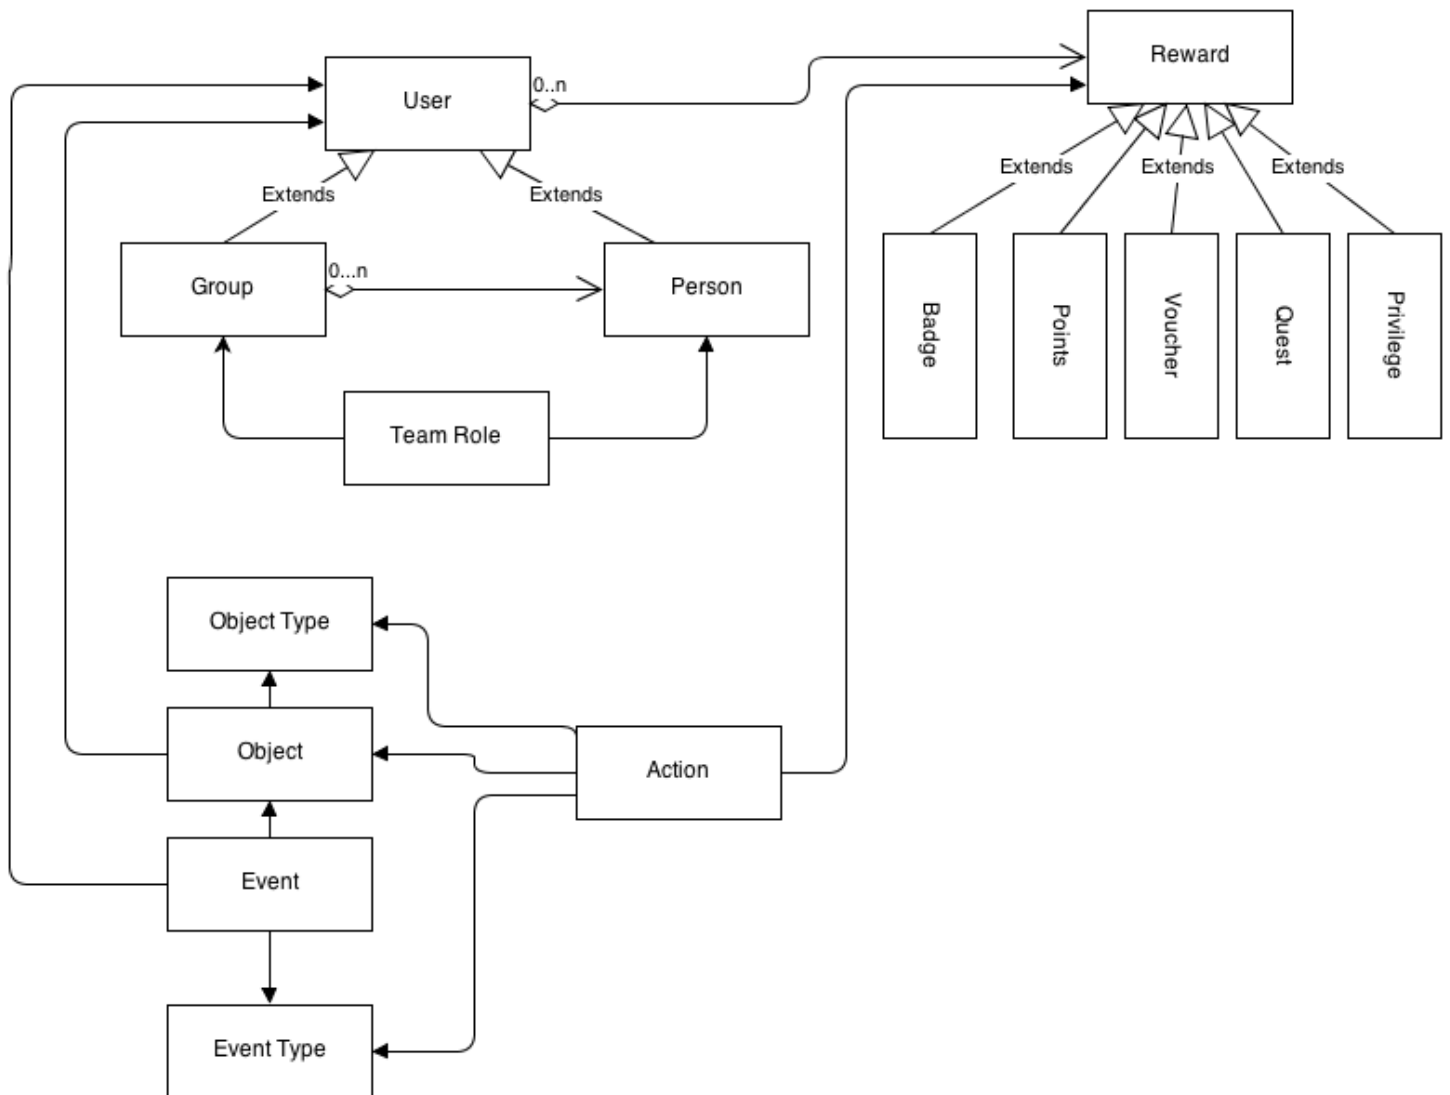 Reward
User
0..n
Extends
Extends
Extends
Extends
Extends
Group
0...n
Person
Badge
Points
Voucher
Quest
Privilege
Team Role
Object Type
Object
Action
Event
Event Type